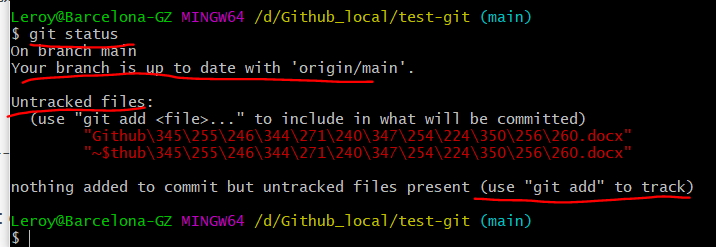 Leroy@Barcelona-GZ MINGW64 /d/Github_local/test-git (main)
$ git status
On branch main
Your branch is up to date with 'origin/main'.
Untracked files:
(use "git add <file>..." to include in what will be committed)
"Github\345\255\246\344\271\240\347\254\224\350\256\260.docx"
"~$thub\345\255\246\344\271\240\347\254\224\350\256\260.docx"
nothing added to commit but untracked files present (use "git add" to track)
Leroy@Barcelona-GZ MINGW64 /d/Github_local/test-git (main)
$